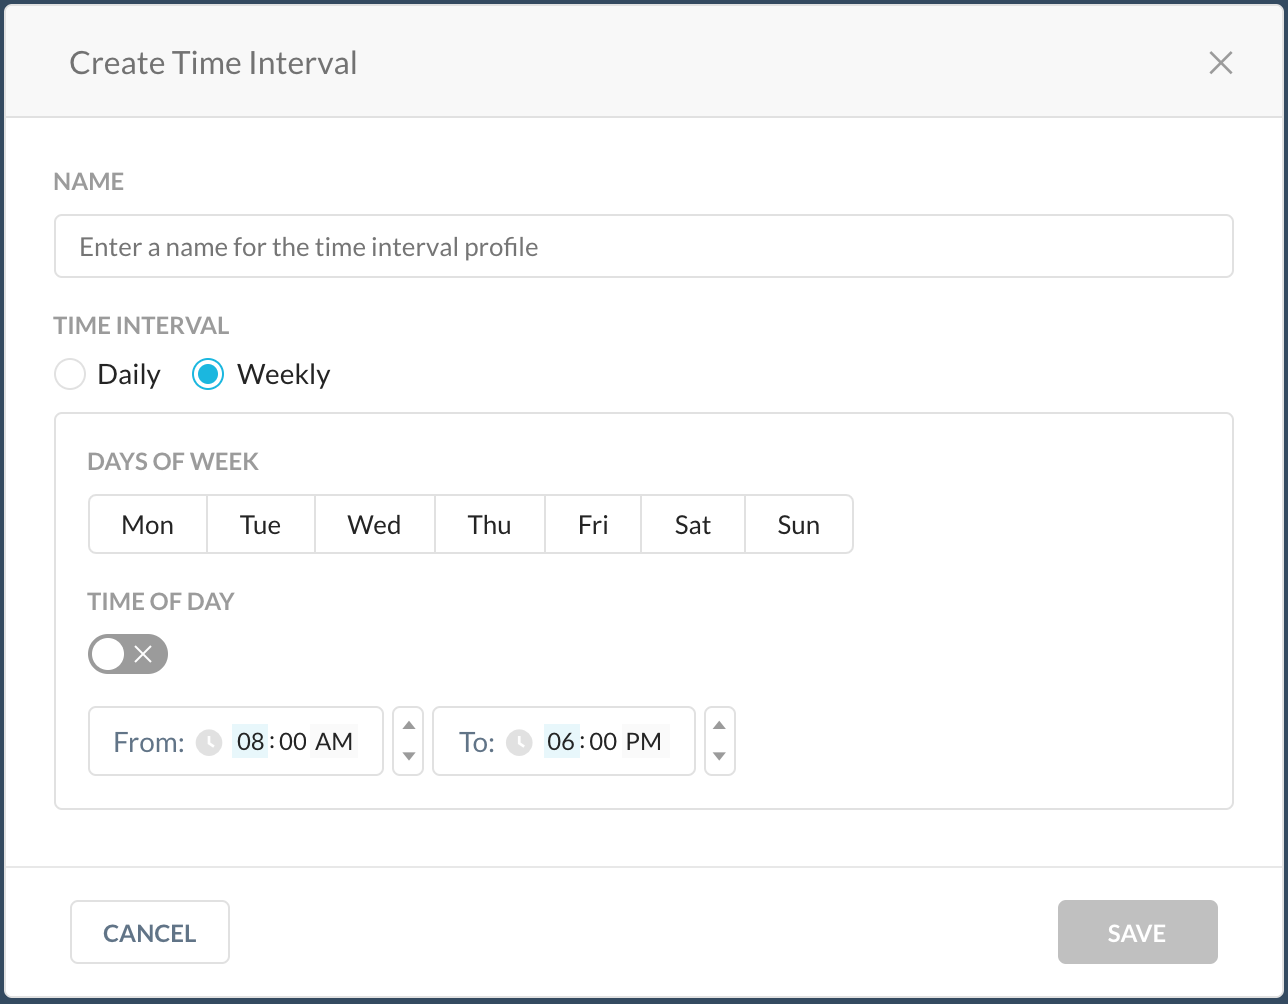 Create Time Interval
NAME
Enter a name for the time interval profile
TIME INTERVAL
Daily Weekly
DAYS OF WEEK
Mon Tue Wed Thu Fri Sat Sun
TIME OF DAY
From: 08:00 AM To: 06:00 PM
CANCEL SAVE